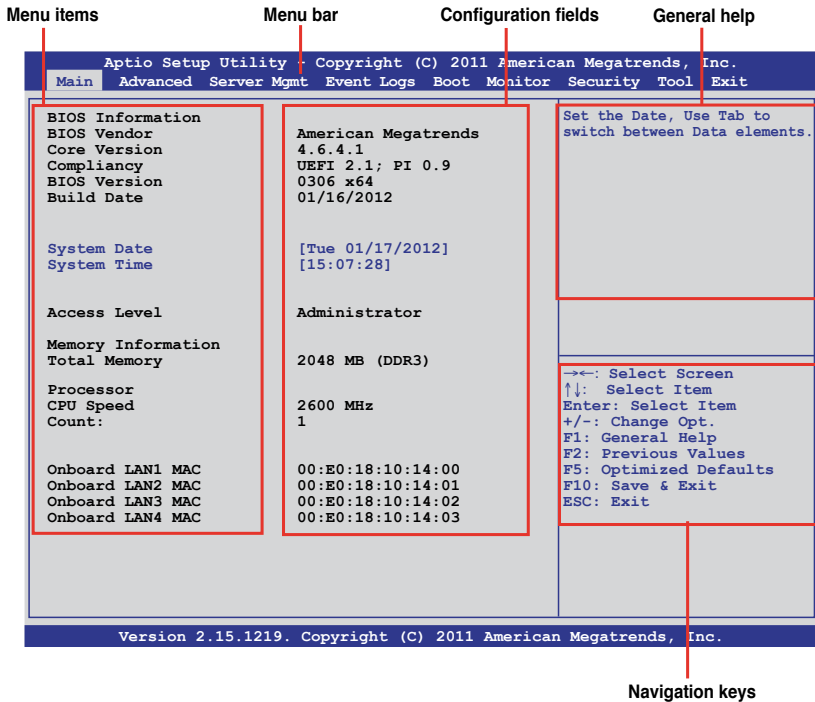 Menu items Menu bar Configuration fields General help
Aptio Setup Utility - Copyright (C) 2011 American Megatrends, Inc.
Main Advanced Server Mgmt Event Logs Boot Monitor Security Tool Exit
BIOS Information
BIOS Vendor American Megatrends
Core Version 4.6.4.1
Compliancy UEFI 2.1; PI 0.9
BIOS Version 0306 x64
Build Date 01/16/2012
System Date [Tue 01/17/2012]
System Time [15:07:28]
Access Level Administrator
Memory Information
Total Memory 2048 MB (DDR3)
Processor
CPU Speed 2600 MHz
Count: 1
Onboard LAN1 MAC 00:E0:18:10:14:00
Onboard LAN2 MAC 00:E0:18:10:14:01
Onboard LAN3 MAC 00:E0:18:10:14:02
Onboard LAN4 MAC 00:E0:18:10:14:03
Set the Date, Use Tab to
switch between Data elements.
→←: Select Screen
↑↓: Select Item
Enter: Select Item
+/-: Change Opt.
F1: General Help
F2: Previous Values
F5: Optimized Defaults
F10: Save & Exit
ESC: Exit
Version 2.15.1219. Copyright (C) 2011 American Megatrends, Inc.
Navigation keys